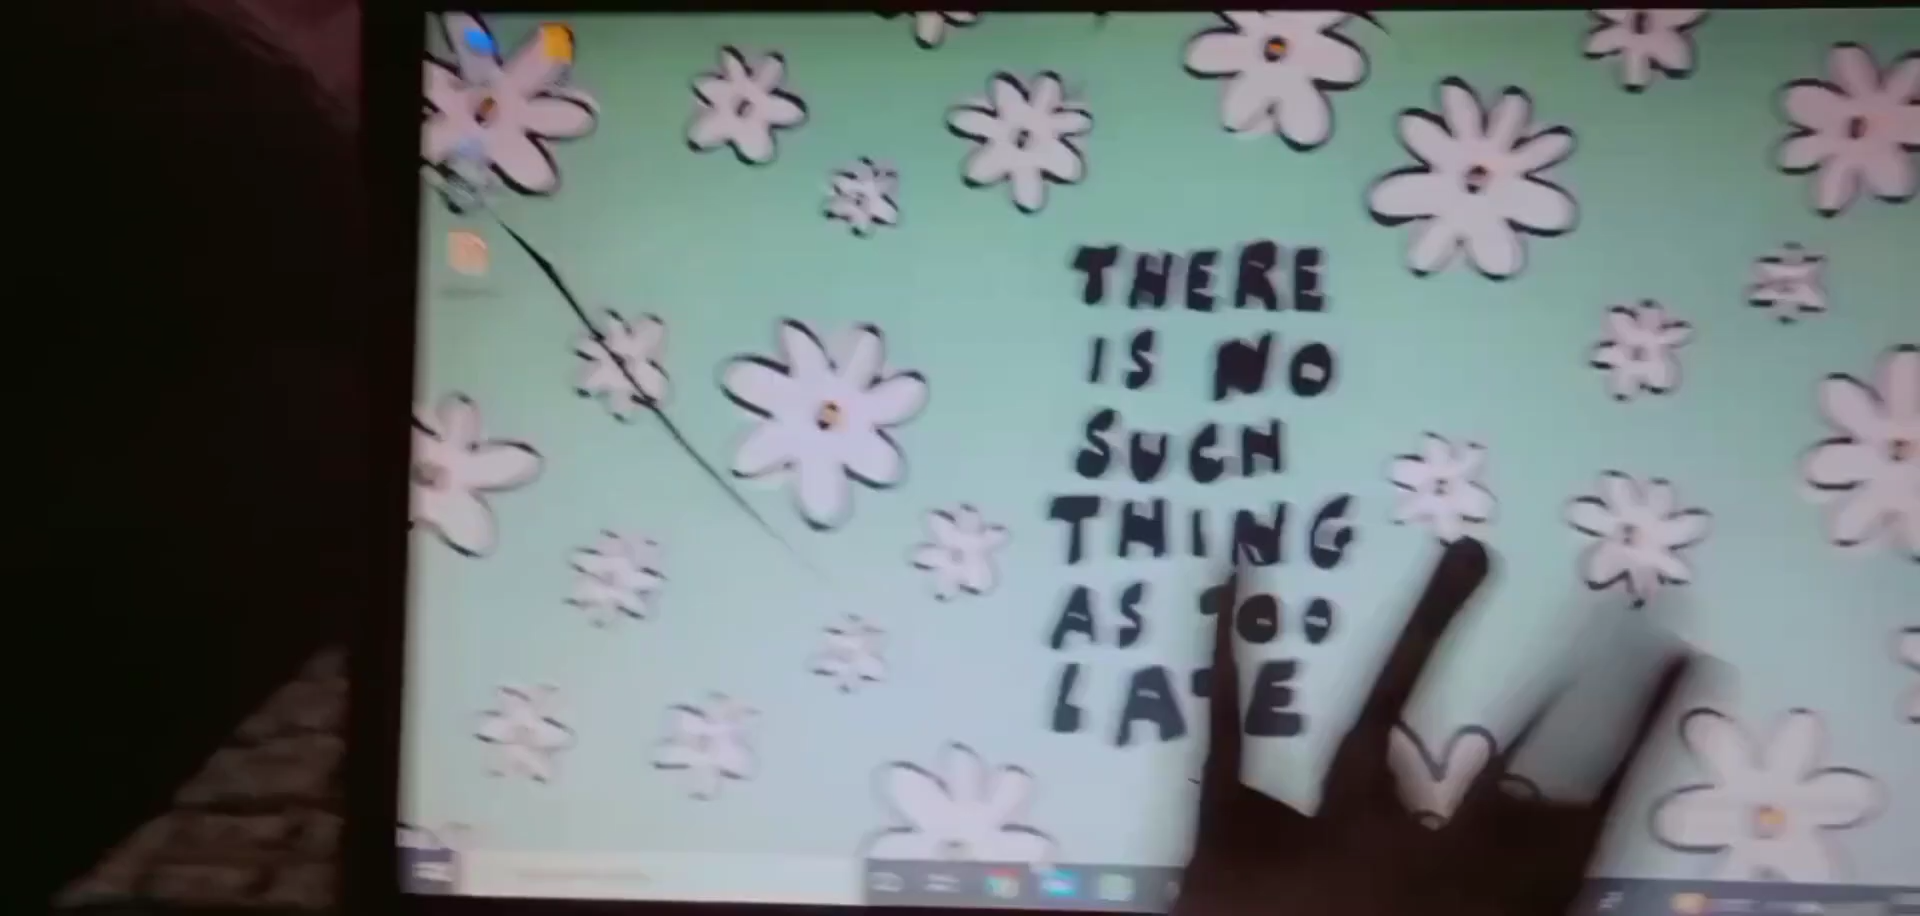 THERE
IS NO
SUCH
THING
AS TOO
LATE